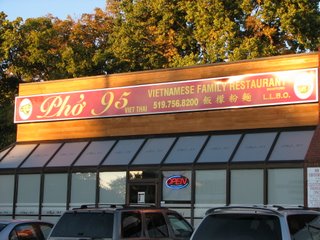 Phở 95
VIET THAI
VIETNAMESE FAMILY RESTAURANT
519.756.8200
L.L.B.O.
OPEN